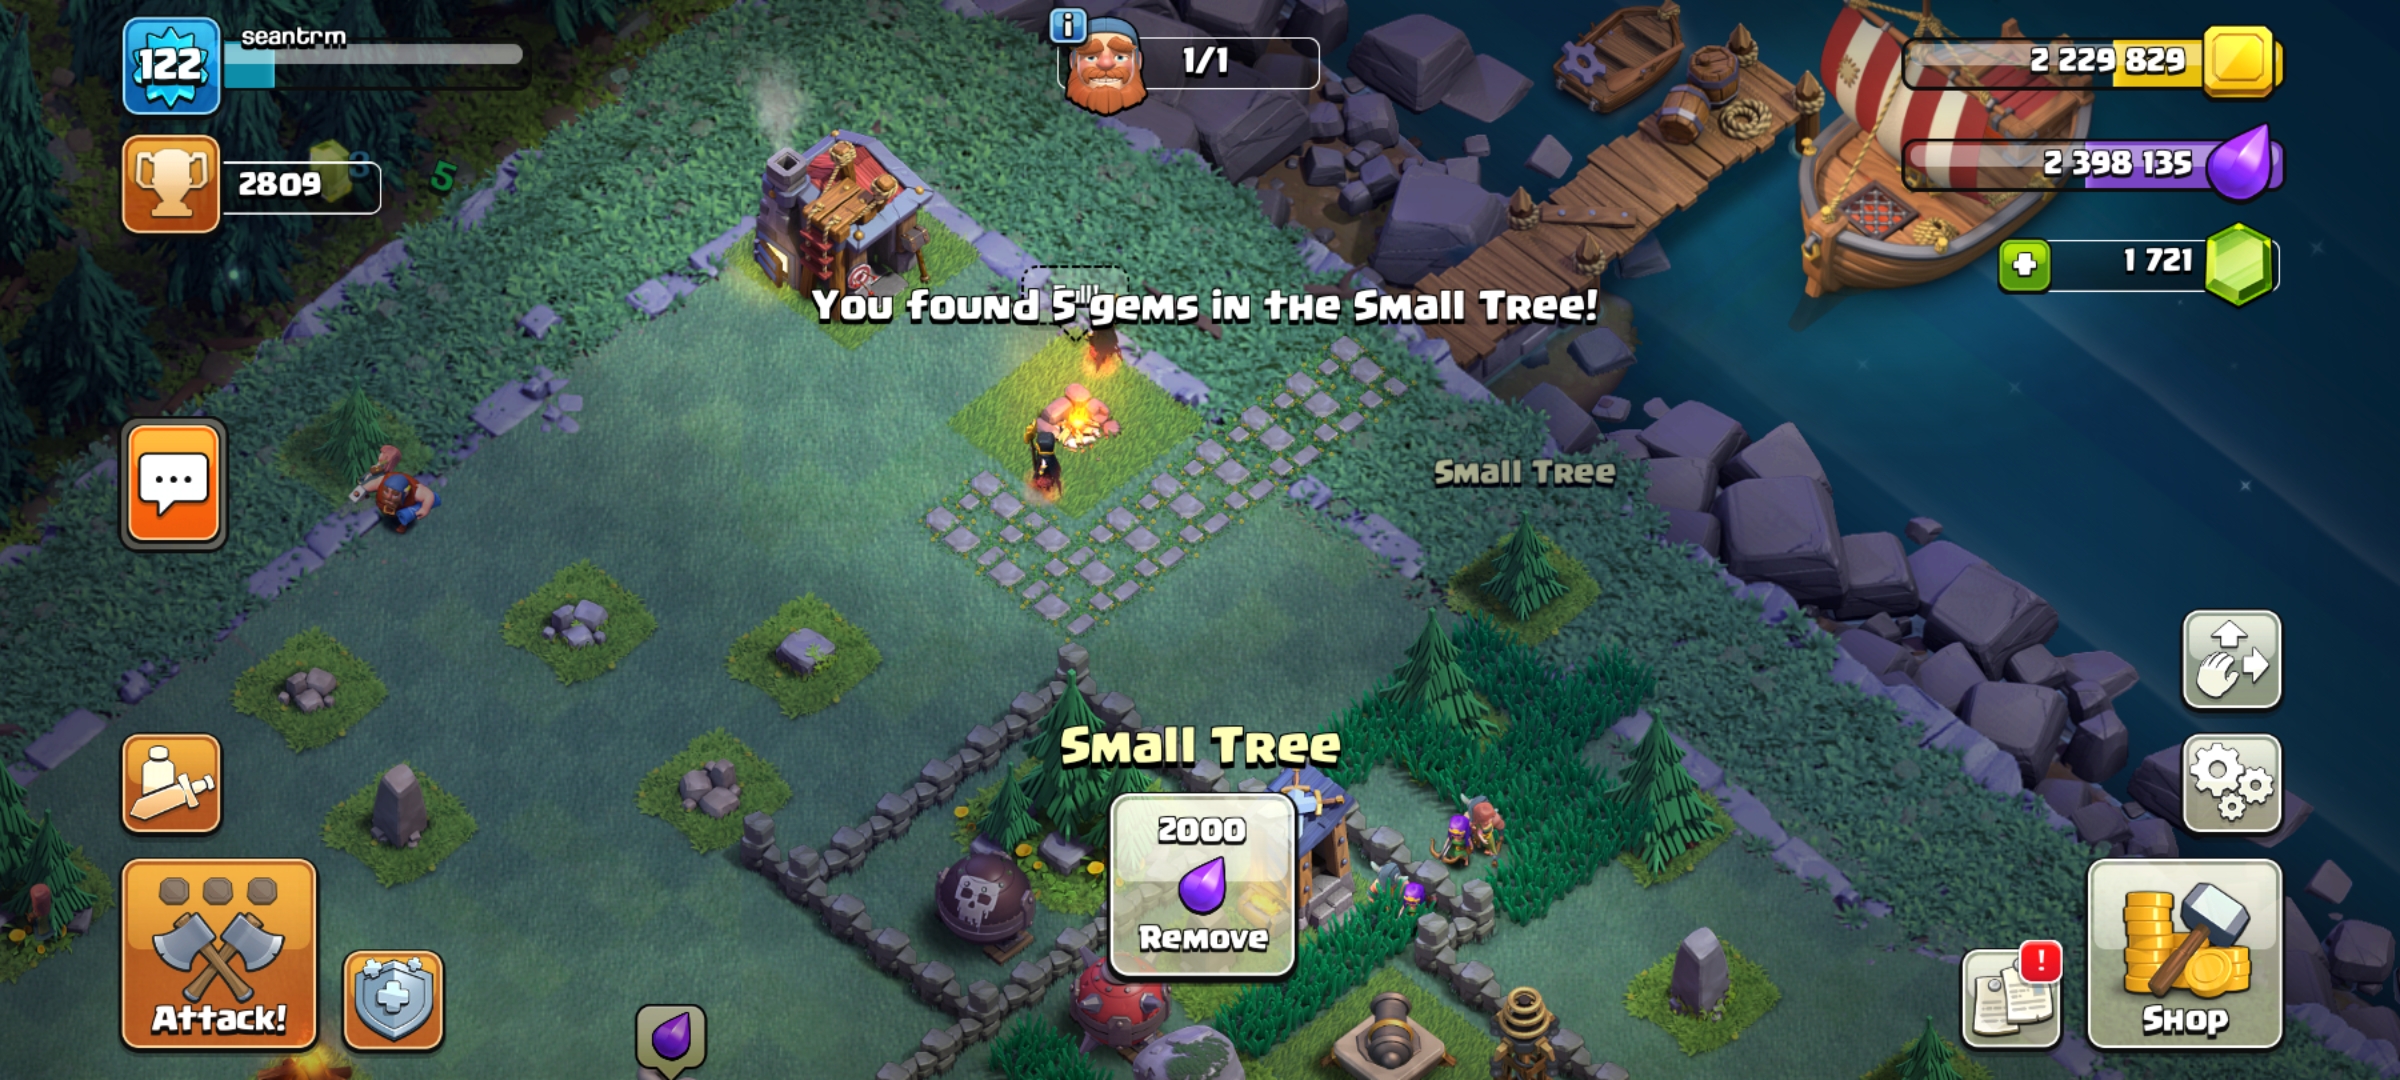 122
seantrm
i
1/1
2 229 829
2809
5
2 398 135
1 721
You found 5 gems in the Small Tree!
Small Tree
Small Tree
2000
Remove
!
Attack!
Shop